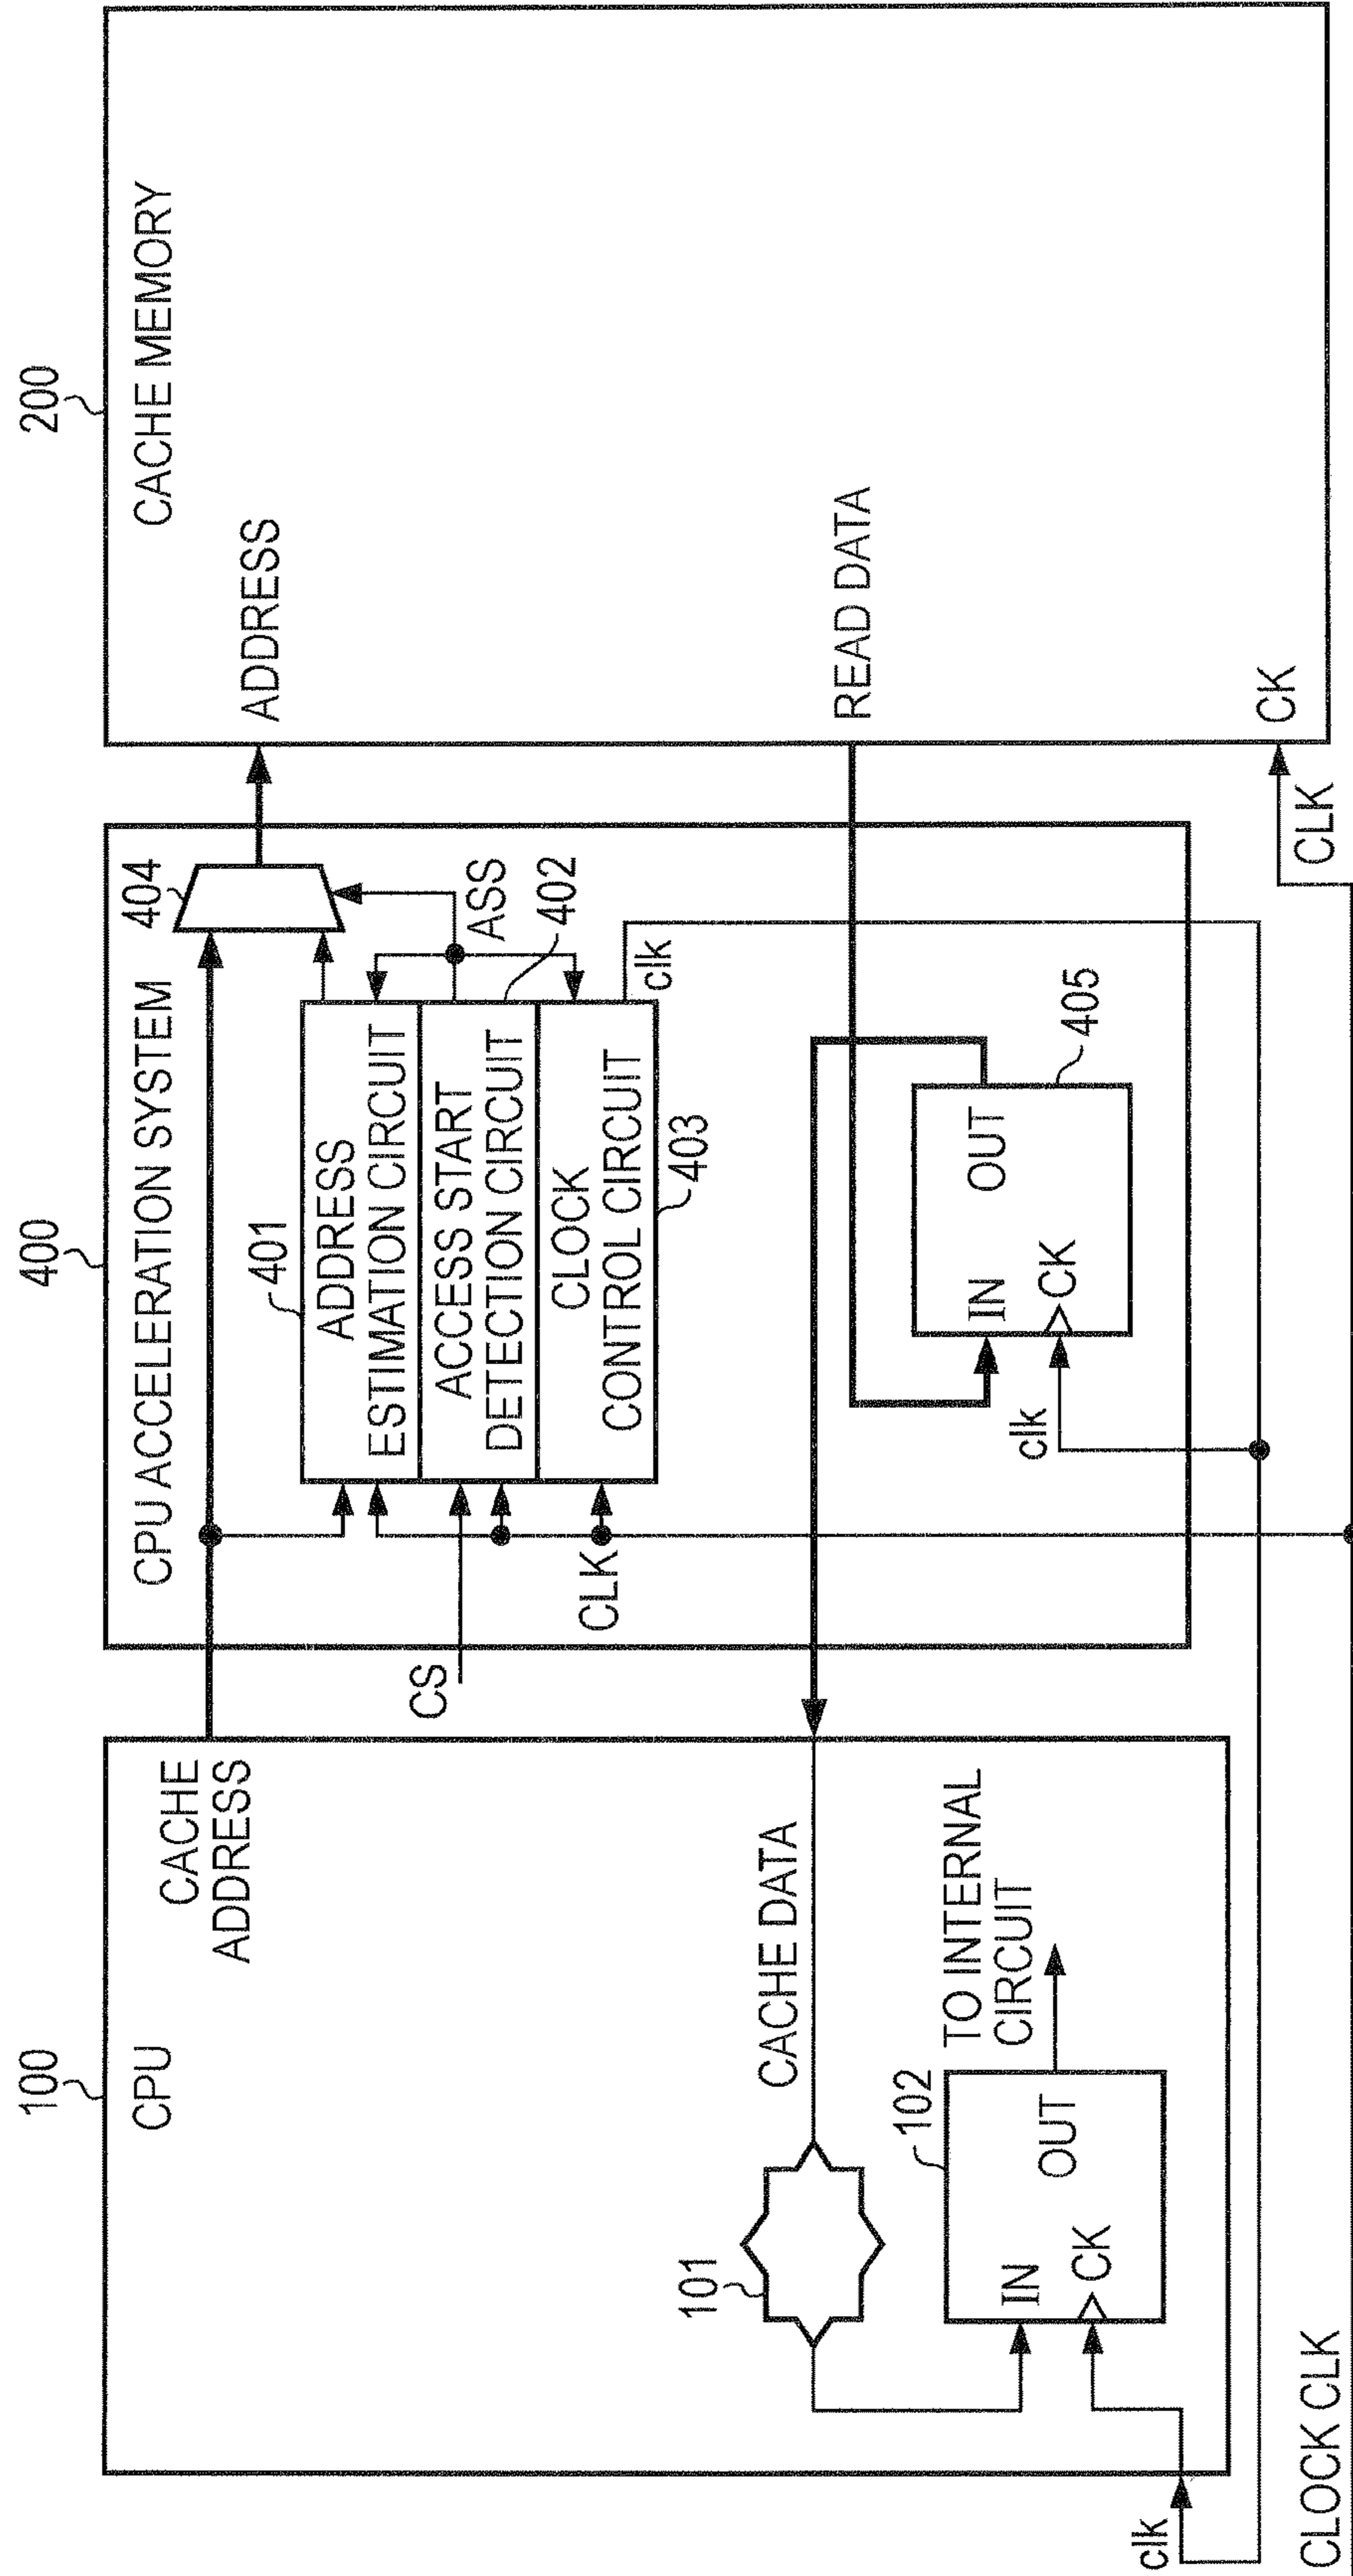 100
CPU
CACHE
ADDRESS
CACHE DATA
101
102
TO INTERNAL
CIRCUIT
IN
OUT
CK
clk
CLOCK CLK
400
CPU ACCELERATION SYSTEM
404
401
ADDRESS
ESTIMATION CIRCUIT
ACCESS START
DETECTION CIRCUIT
CLOCK
CONTROL CIRCUIT
403
CS
CLK
ASS
402
clk
IN
OUT
CK
405
clk
200
CACHE MEMORY
ADDRESS
READ DATA
CK
CLK